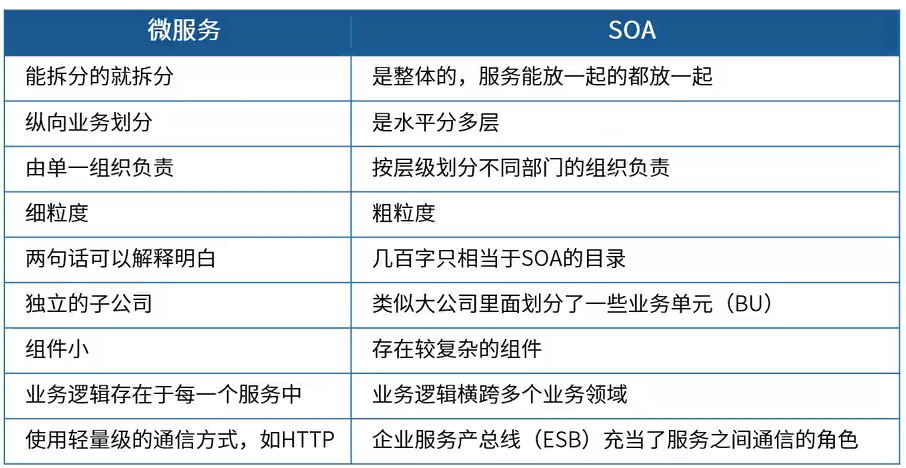 微服务 SOA
能拆分的就拆分 是整体的，服务能放一起的都放一起
纵向业务划分 是水平分多层
由单一组织负责 按层级划分不同部门的组织负责
细粒度 粗粒度
两句话可以解释明白 几百字只相当于SOA的目录
独立的子公司 类似大公司里面划分了一些业务单元（BU）
组件小 存在较复杂的组件
业务逻辑存在于每一个服务中 业务逻辑横跨多个业务领域
使用轻量级的通信方式，如HTTP 企业服务产总线（ESB）充当了服务之间通信的角色